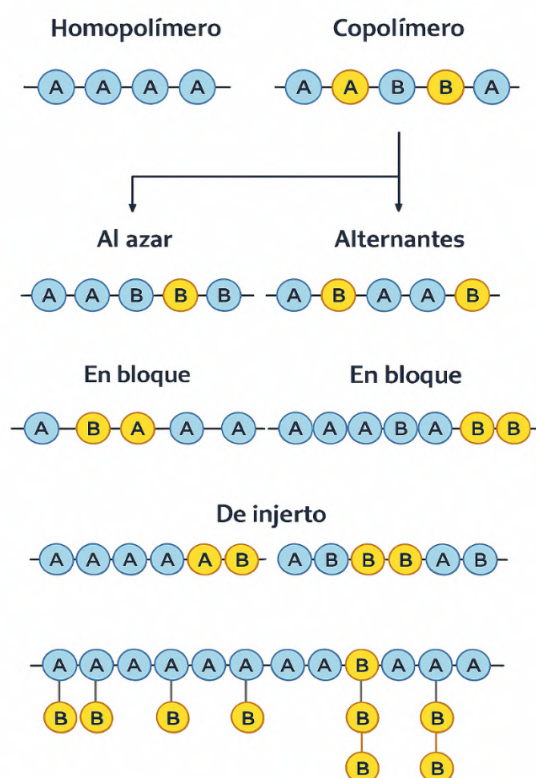 Homopolímero Copolímero
A A A A A A B B A
Al azar Alternantes
A A B B B A B A A B
En bloque En bloque
A B A A A A A A B A B B
De injerto
A A A A A B A B B B A B
A A A A A A A A B A A A
B B B B B B
B B